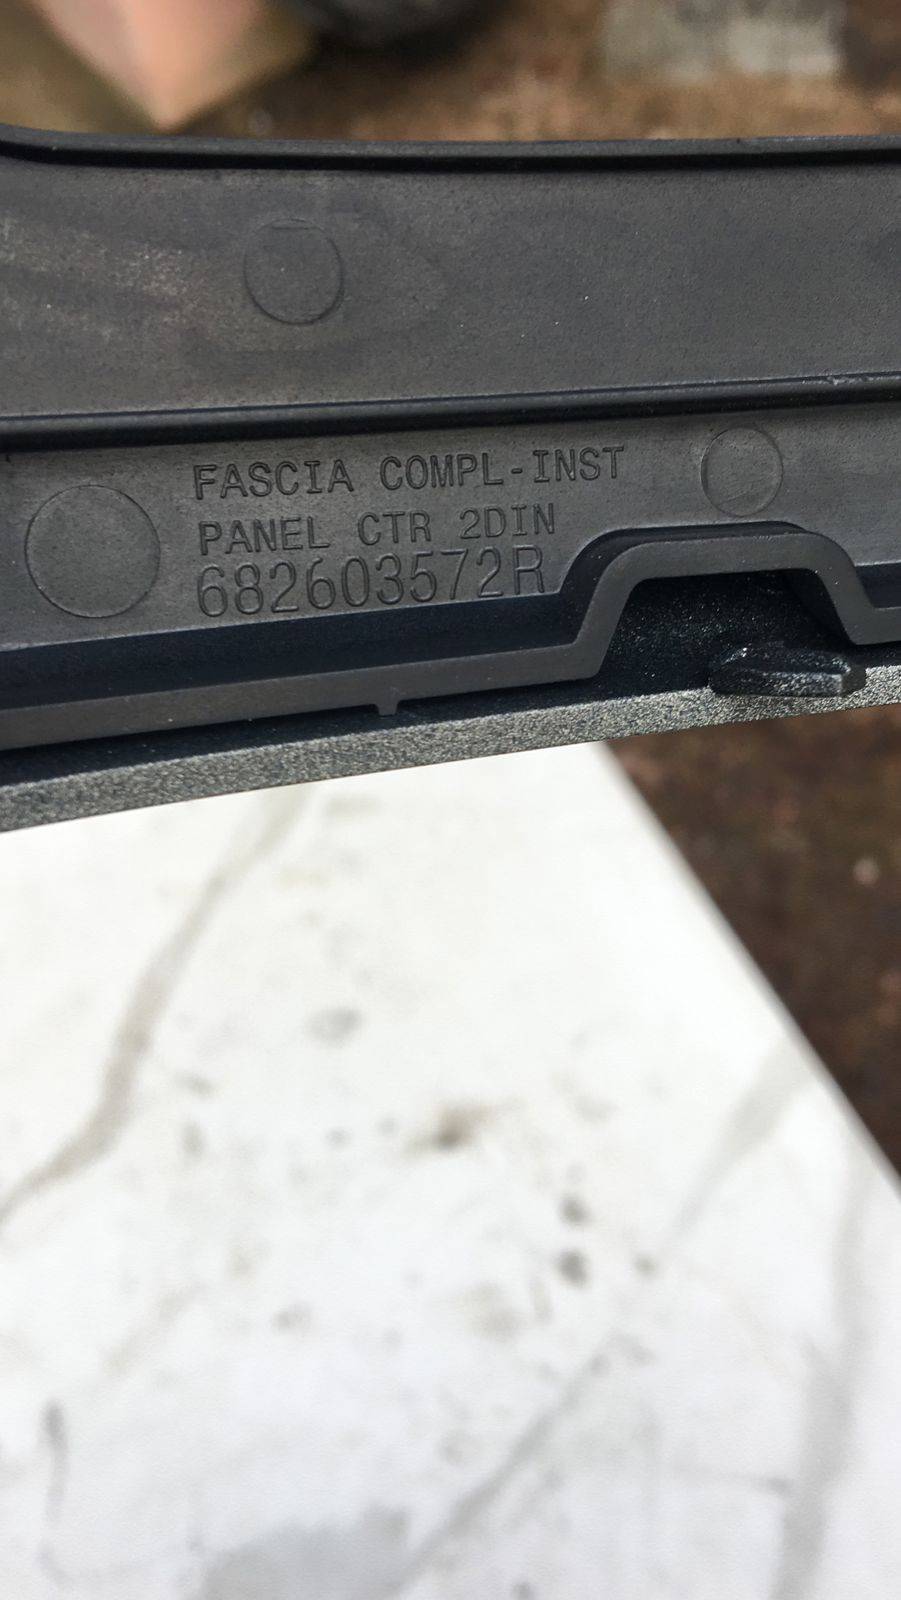 FASCIA COMPL-INST
PANEL CTR 2DIN
682603572R